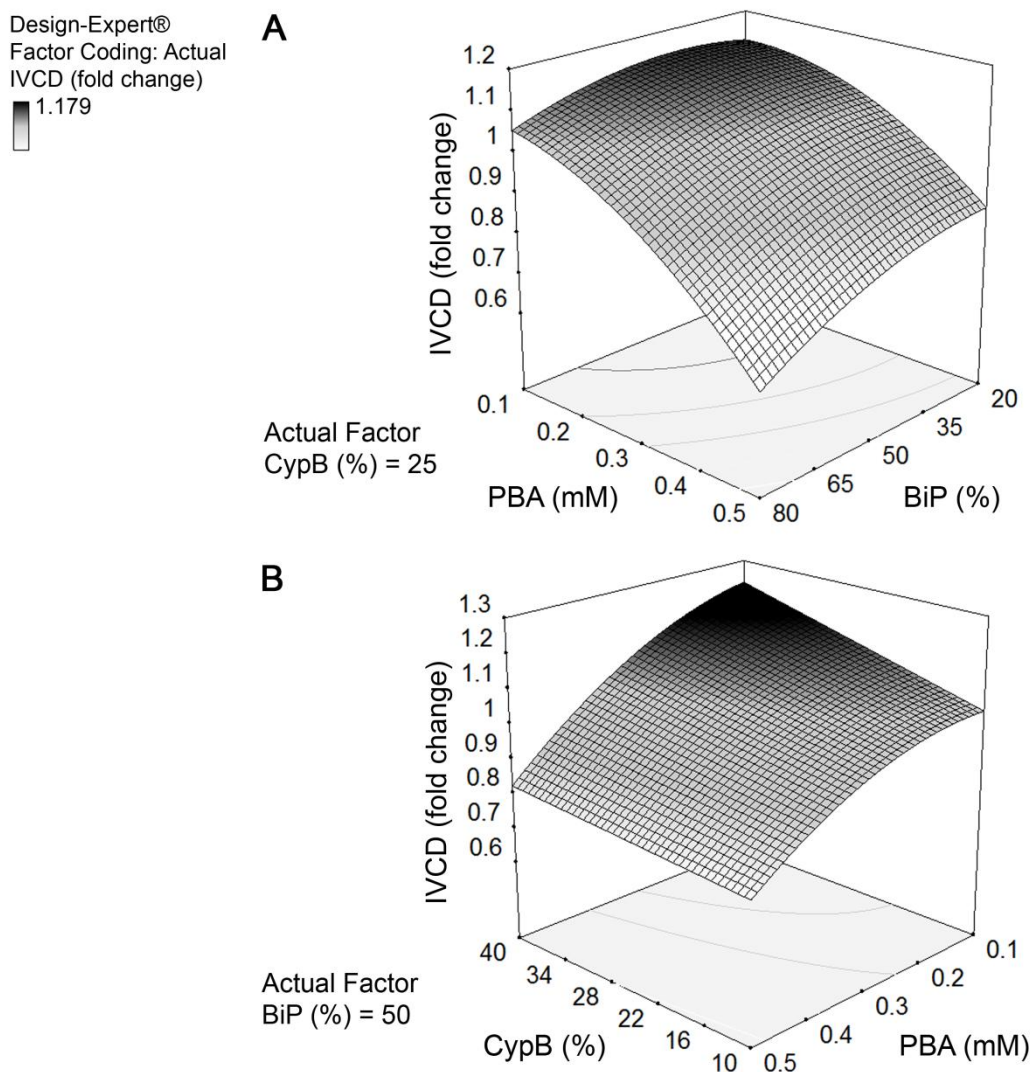 Design-Expert®
Factor Coding: Actual
IVCD (fold change)
1.179
A
1.2
1.1
1
0.9
0.8
0.7
0.6
IVCD (fold change)
0.1
0.2
0.3
0.4
0.5
PBA (mM)
80
65
50
35
20
BiP (%)
Actual Factor
CypB (%) = 25
B
1.3
1.2
1.1
1
0.9
0.8
0.7
0.6
IVCD (fold change)
40
34
28
22
16
10
CypB (%)
0.5
0.4
0.3
0.2
0.1
PBA (mM)
Actual Factor
BiP (%) = 50